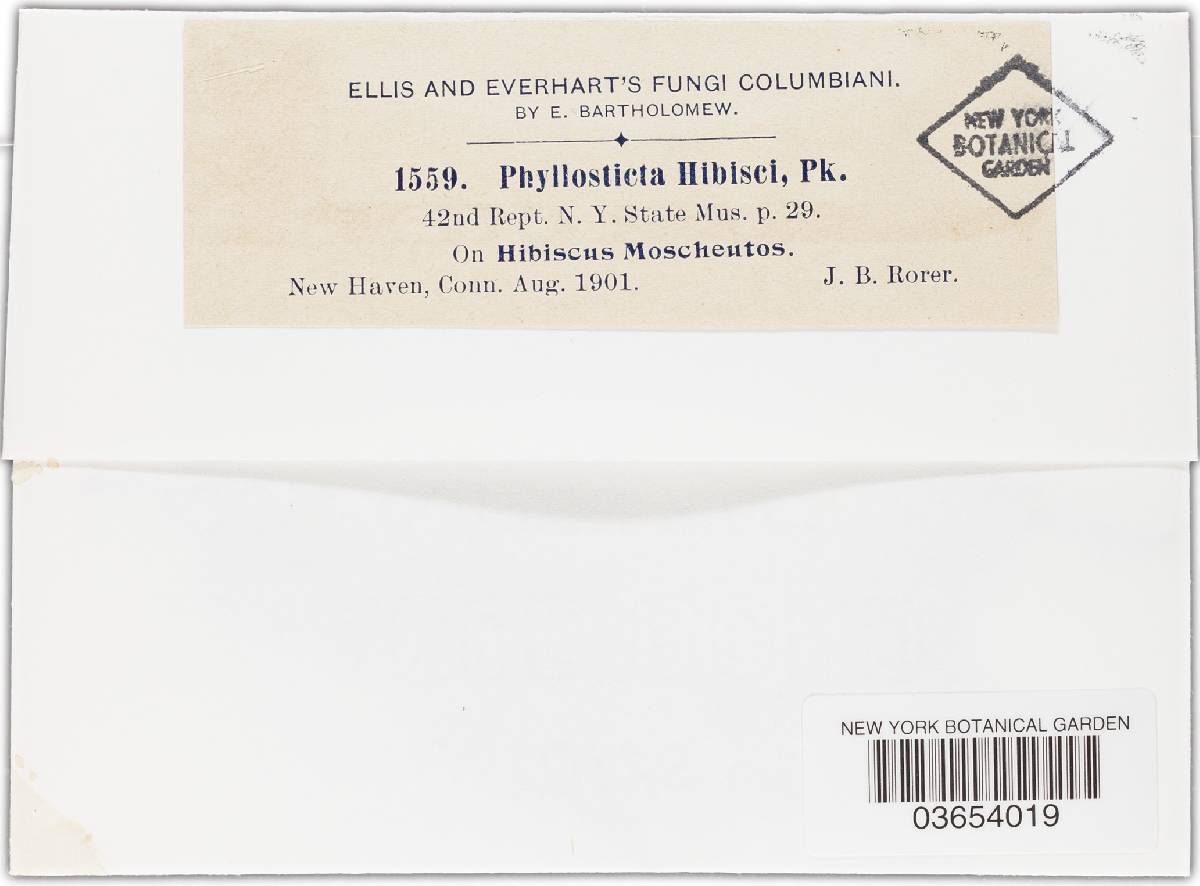 ELLIS AND EVERHART'S FUNGI COLUMBIANI.
BY E. BARTHOLOMEW.
1559. Phyllosticta Hibisci, Pk.
42nd Rept. N. Y. State Mus. p. 29.
On Hibiscus Moscheutos.
New Haven, Conn. Aug. 1901. J. B. Rorer.
NEW YORK
BOTANICAL
GARDEN
NEW YORK BOTANICAL GARDEN
03654019